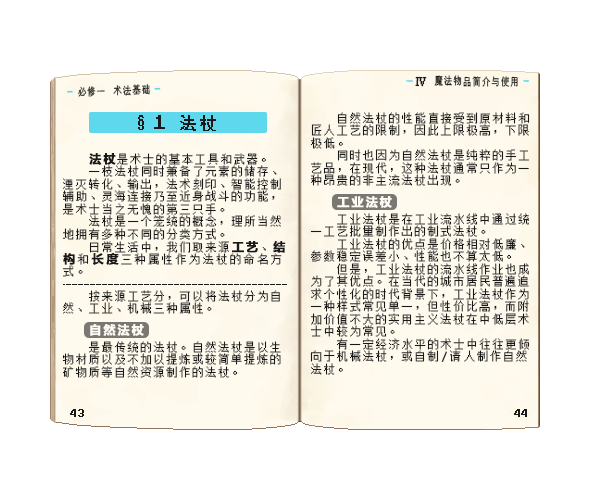 必修一 术法基础
§1 法杖
法杖是术士的基本工具和武器。
一枝法杖同时兼备了元素的储存、
湮灭转化、输出，法术刻印、智能控制
辅助、灵海连接乃至近身战斗的功能，
是术士当之无愧的第三只手。
法杖是一个笼统的概念，理所当然
地拥有多种不同的分类方式。
日常生活中，我们取来源工艺、结
构和长度三种属性作为法杖的命名方
式。
按来源工艺分，可以将法杖分为自
然、工业、机械三种属性。
自然法杖
是最传统的法杖。自然法杖是以生
物材质以及不加以提炼或较简单提炼的
矿物质等自然资源制作的法杖。
43
Ⅳ 魔法物品简介与使用
自然法杖的性能直接受到原材料和
匠人工艺的限制，因此上限极高，下限
极低。
同时也因为自然法杖是纯粹的手工
艺品，在现代，这种法杖通常只作为一
种昂贵的非主流法杖出现。
工业法杖
工业法杖是在工业流水线中通过统
一工艺批量制作出的制式法杖。
工业法杖的优点是价格相对低廉、
参数稳定误差小、性能也不算太低。
但是，工业法杖的流水线作业也成
为了其优点。在当代的城市居民普遍追
求个性化的时代背景下，工业法杖作为
一种样式常见单一，但性价比高，而附
加价值不大的实用主义法杖在中低层术
士中较为常见。
有一定经济水平的术士中往往更倾
向于机械法杖，或自制/请人制作自然
法杖。
44